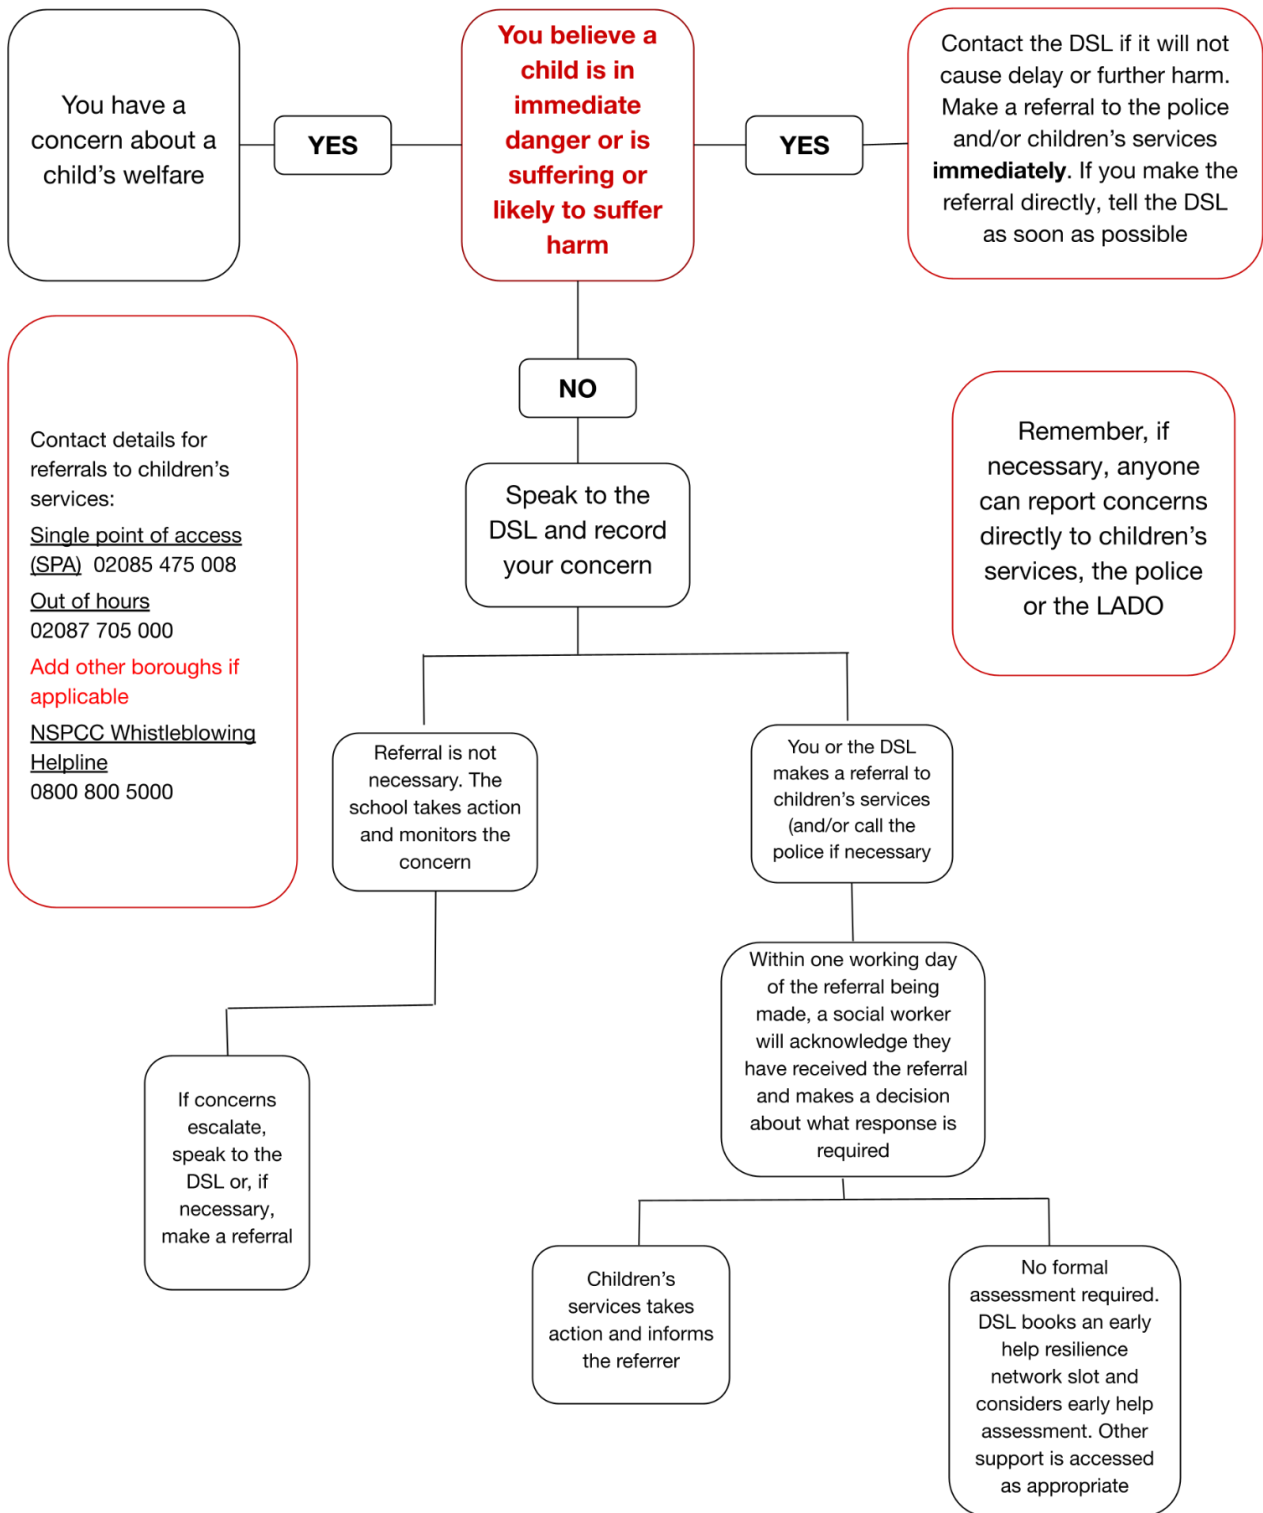 You have a
concern about a
child’s welfare
YES
You believe a
child is in
immediate
danger or is
suffering or
likely to suffer
harm
YES
Contact the DSL if it will not
cause delay or further harm.
Make a referral to the police
and/or children’s services
immediately. If you make the
referral directly, tell the DSL
as soon as possible
NO
Contact details for
referrals to children’s
services:
Single point of access
(SPA) 02085 475 008
Out of hours
02087 705 000
Add other boroughs if
applicable
NSPCC Whistleblowing
Helpline
0800 800 5000
Speak to the
DSL and record
your concern
Remember, if
necessary, anyone
can report concerns
directly to children’s
services, the police
or the LADO
Referral is not
necessary. The
school takes action
and monitors the
concern
You or the DSL
makes a referral to
children’s services
(and/or call the
police if necessary
If concerns
escalate,
speak to the
DSL or, if
necessary,
make a referral
Within one working day
of the referral being
made, a social worker
will acknowledge they
have received the referral
and makes a decision
about what response is
required
Children’s
services takes
action and informs
the referrer
No formal
assessment required.
DSL books an early
help resilience
network slot and
considers early help
assessment. Other
support is accessed
as appropriate